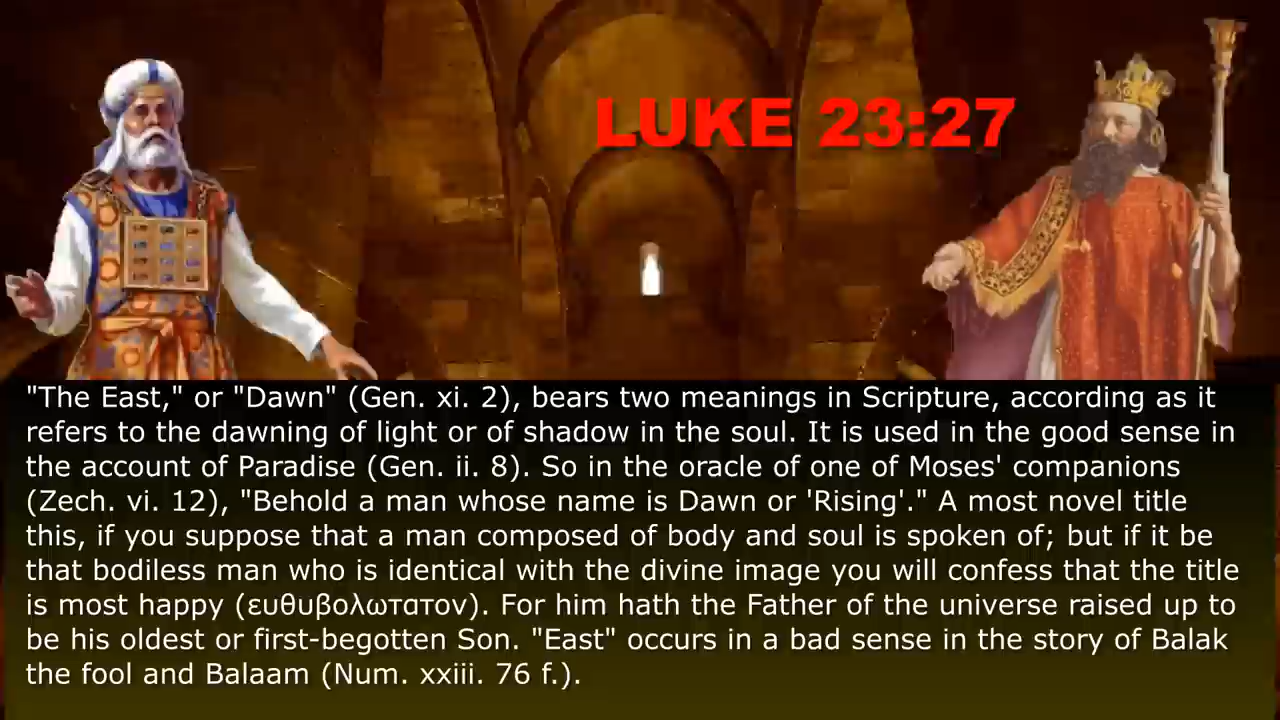 LUKE 23:27
"The East," or "Dawn" (Gen. xi. 2), bears two meanings in Scripture, according as it
refers to the dawning of light or of shadow in the soul. It is used in the good sense in
the account of Paradise (Gen. ii. 8). So in the oracle of one of Moses' companions
(Zech. vi. 12), "Behold a man whose name is Dawn or 'Rising'." A most novel title
this, if you suppose that a man composed of body and soul is spoken of; but if it be
that bodiless man who is identical with the divine image you will confess that the title
is most happy (ευθυβολωτατον). For him hath the Father of the universe raised up to
be his oldest or first-begotten Son. "East" occurs in a bad sense in the story of Balak
the fool and Balaam (Num. xxiii. 76 f.).